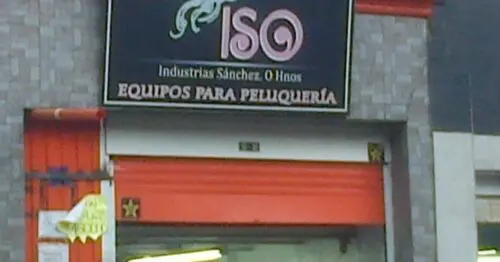 ISO
Industrias Sánchez. O Hnos
EQUIPOS PARA PELUQUERÍA